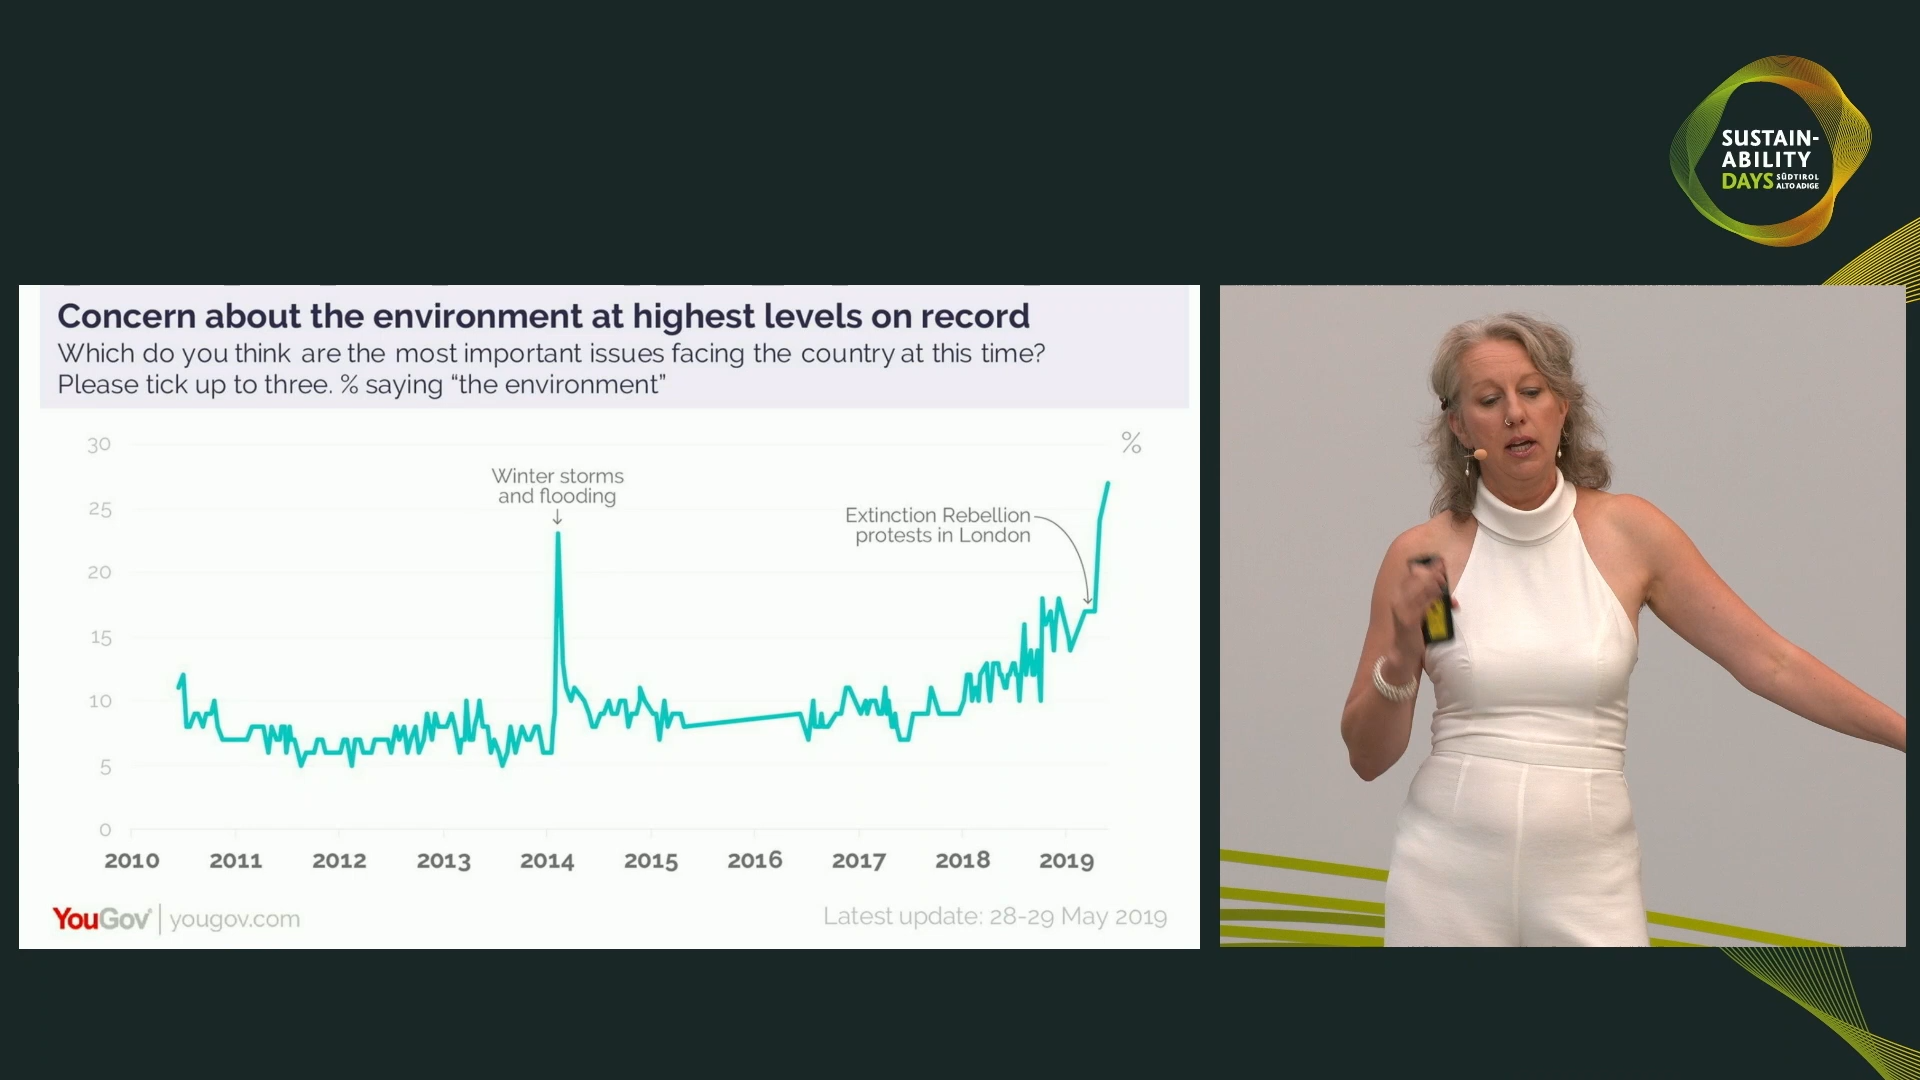 SUSTAIN-
ABILITY
DAYS SÜDTIROL
ALTO ADIGE
Concern about the environment at highest levels on record
Which do you think are the most important issues facing the country at this time?
Please tick up to three. % saying “the environment”
%
30
25
20
15
10
5
0
Winter storms
and flooding
Extinction Rebellion
protests in London
2010 2011 2012 2013 2014 2015 2016 2017 2018 2019
YouGov | yougov.com
Latest update: 28-29 May 2019